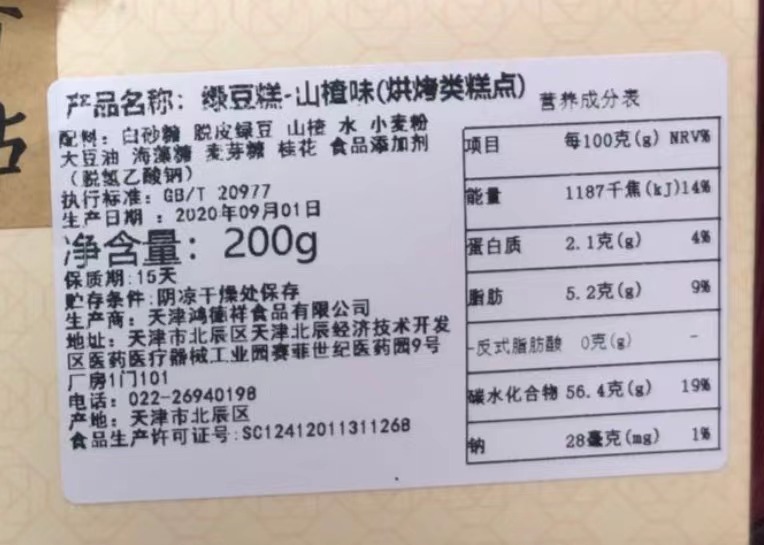 产品名称：绿豆糕-山楂味(烘烤类糕点)
配料：白砂糖 脱皮绿豆 山楂 水 小麦粉
大豆油 海藻糖 麦芽糖 桂花 食品添加剂
（脱氢乙酸钠）
执行标准：GB/T 20977
生产日期：2020年09月01日
净含量：200g
保质期:15天
贮存条件:阴凉干燥处保存
生产商：天津鸿德祥食品有限公司
地址：天津市北辰区天津北辰经济技术开发
区医药医疗器械工业园赛菲世纪医药园9号
厂房1门101
电话：022-26940198
产地：天津市北辰区
食品生产许可证号:SC12412011311268
营养成分表
项目 每100克(g) NRV%
能量 1187千焦(kJ) 14%
蛋白质 2.1克(g) 4%
脂肪 5.2克(g) 9%
-反式脂肪酸 0克(g) -
碳水化合物 56.4克(g) 19%
钠 28毫克(mg) 1%